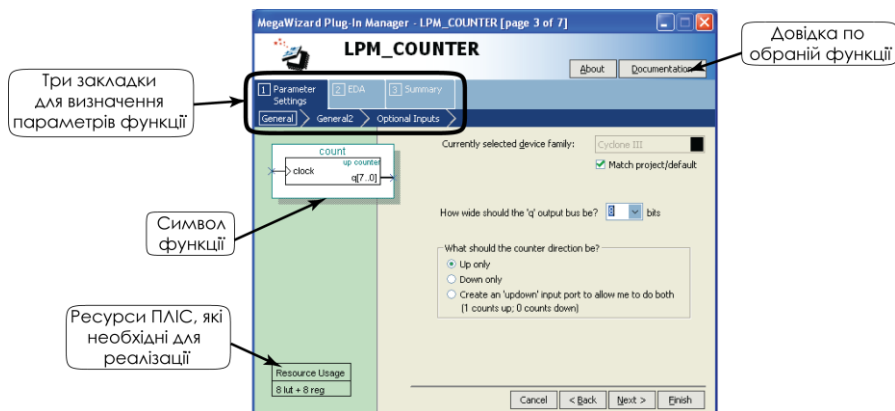 MegaWizard Plug-In Manager - LPM_COUNTER [page 3 of 7]
LPM_COUNTER
About
Documentation
Довідка по
обраній функції
Три закладки
для визначення
параметрів функції
1 Parameter
Settings
2 EDA
3 Summary
General
General2
Optional Inputs
count
up counter
clock
q[7..0]
Currently selected device family:
Cyclone III
Match project/default
How wide should the 'q' output bus be?
8
bits
Символ
функції
What should the counter direction be?
Up only
Down only
Create an 'updown' input port to allow me to do both
(1 counts up; 0 counts down)
Ресурси ПЛІС, які
необхідні для
реалізації
Resource Usage
8 lut + 8 reg
Cancel
< Back
Next >
Finish